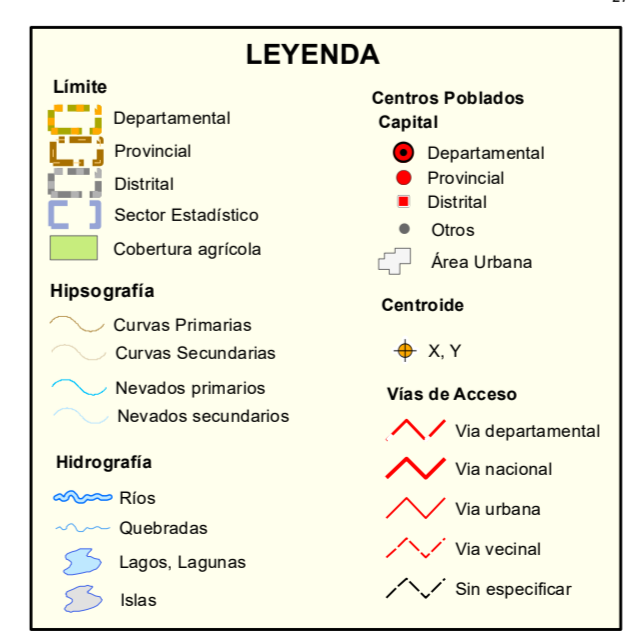 LEYENDA
Límite
Departamental
Provincial
Distrital
Sector Estadístico
Cobertura agrícola
Hipsografía
Curvas Primarias
Curvas Secundarias
Nevados primarios
Nevados secundarios
Hidrografía
Ríos
Quebradas
Lagos, Lagunas
Islas
Centros Poblados
Capital
Departamental
Provincial
Distrital
Otros
Área Urbana
Centroide
X, Y
Vías de Acceso
Via departamental
Via nacional
Via urbana
Via vecinal
Sin especificar